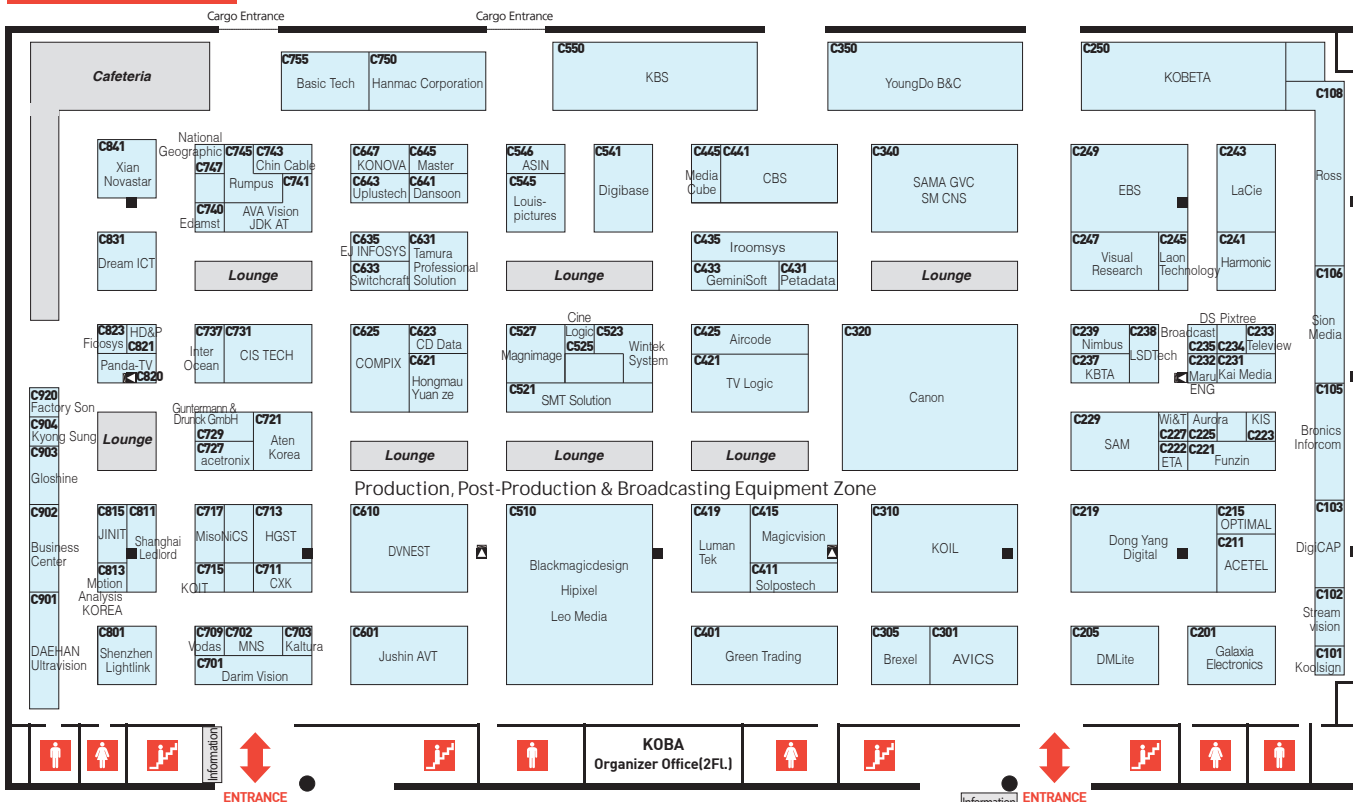 Cargo Entrance
Cargo Entrance
Cafeteria
C755
Basic Tech
C750
Hanmac Corporation
C550
KBS
C350
YoungDo B&C
C250
KOBETA
C108
Ross
C841
Xian
Novastar
National
Geographic
C747
C745
Rumpus
C743
Chin Cable
C741
C740
Edamst
AVA Vision
JDK AT
C647
KONOVA
C645
Master
C643
Uplustech
C641
Dansoon
C546
ASIN
C545
Louis-
pictures
C541
Digibase
C445
Media
Cube
C441
CBS
C340
SAMA GVC
SM CNS
C249
EBS
C243
LaCie
C831
Dream ICT
Lounge
C635
EJ INFOSYS
C633
Switchcraft
C631
Tamura
Professional
Solution
Lounge
C435
Iroomsys
C433
GeminiSoft
C431
Petadata
Lounge
C247
Visual
Research
C245
Laon
Technology
C241
Harmonic
C106
Sion
Media
C823
Ficosys
HD&P
C821
Panda-TV
C820
C737
Inter
Ocean
C731
CIS TECH
C625
COMPIX
C623
CD Data
C621
Hongmau
Yuan ze
C527
Magnimage
Cine
Logic
C525
C523
Wintek
System
C521
SMT Solution
C425
Aircode
C421
TV Logic
C320
Canon
C239
Nimbus
C237
KBTA
C238
LSDTech
DS Pixtree
Broadcast
C235
C234
C233
Teleview
C232
Maru
ENG
C231
Kai Media
C105
Bronics
Inforcom
C920
Factory Son
C904
Kyong Sung
C903
Gloshine
Lounge
Guntermann &
Drunck GmbH
C729
C727
acetronix
C721
Aten
Korea
Lounge
Lounge
Lounge
C229
SAM
Wi&T
C227
C222
ETA
Aurora
C225
C221
Funzin
KIS
C223
Production, Post-Production & Broadcasting Equipment Zone
C902
Business
Center
C815
JINIT
C811
Shanghai
Ledlord
C813
Motion
Analysis
KOREA
C717
MisoNiCS
C715
KOIT
C713
HGST
C711
CXK
C610
DVNEST
C510
Blackmagicdesign
Hipixel
Leo Media
C419
Luman
Tek
C415
Magicvision
C411
Solpostech
C310
KOIL
C219
Dong Yang
Digital
C215
OPTIMAL
C211
ACETEL
C103
DigiCAP
C102
Stream
vision
C901
DAEHAN
Ultravision
C801
Shenzhen
Lightlink
C709
Vodas
C702
MNS
C703
Kaltura
C701
Darim Vision
C601
Jushin AVT
C401
Green Trading
C305
Brexel
C301
AVICS
C205
DMLite
C201
Galaxia
Electronics
C101
Koolsign
Information
ENTRANCE
KOBA
Organizer Office(2Fl.)
Information
ENTRANCE